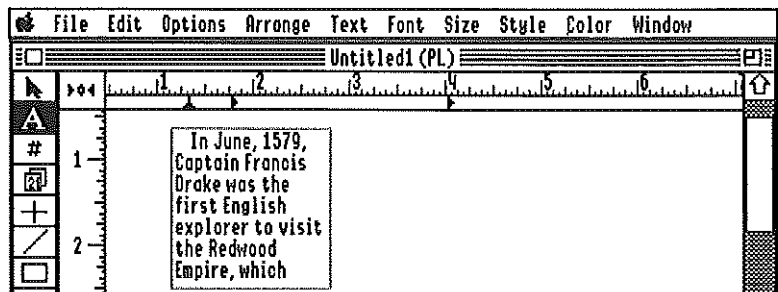 File Edit Options Arrange Text Font Size Style Color Window
Untitled1 (PL)
1 2 3 4 5 6
A
#
1
2
In June, 1579,
Captain Francis
Drake was the
first English
explorer to visit
the Redwood
Empire, which